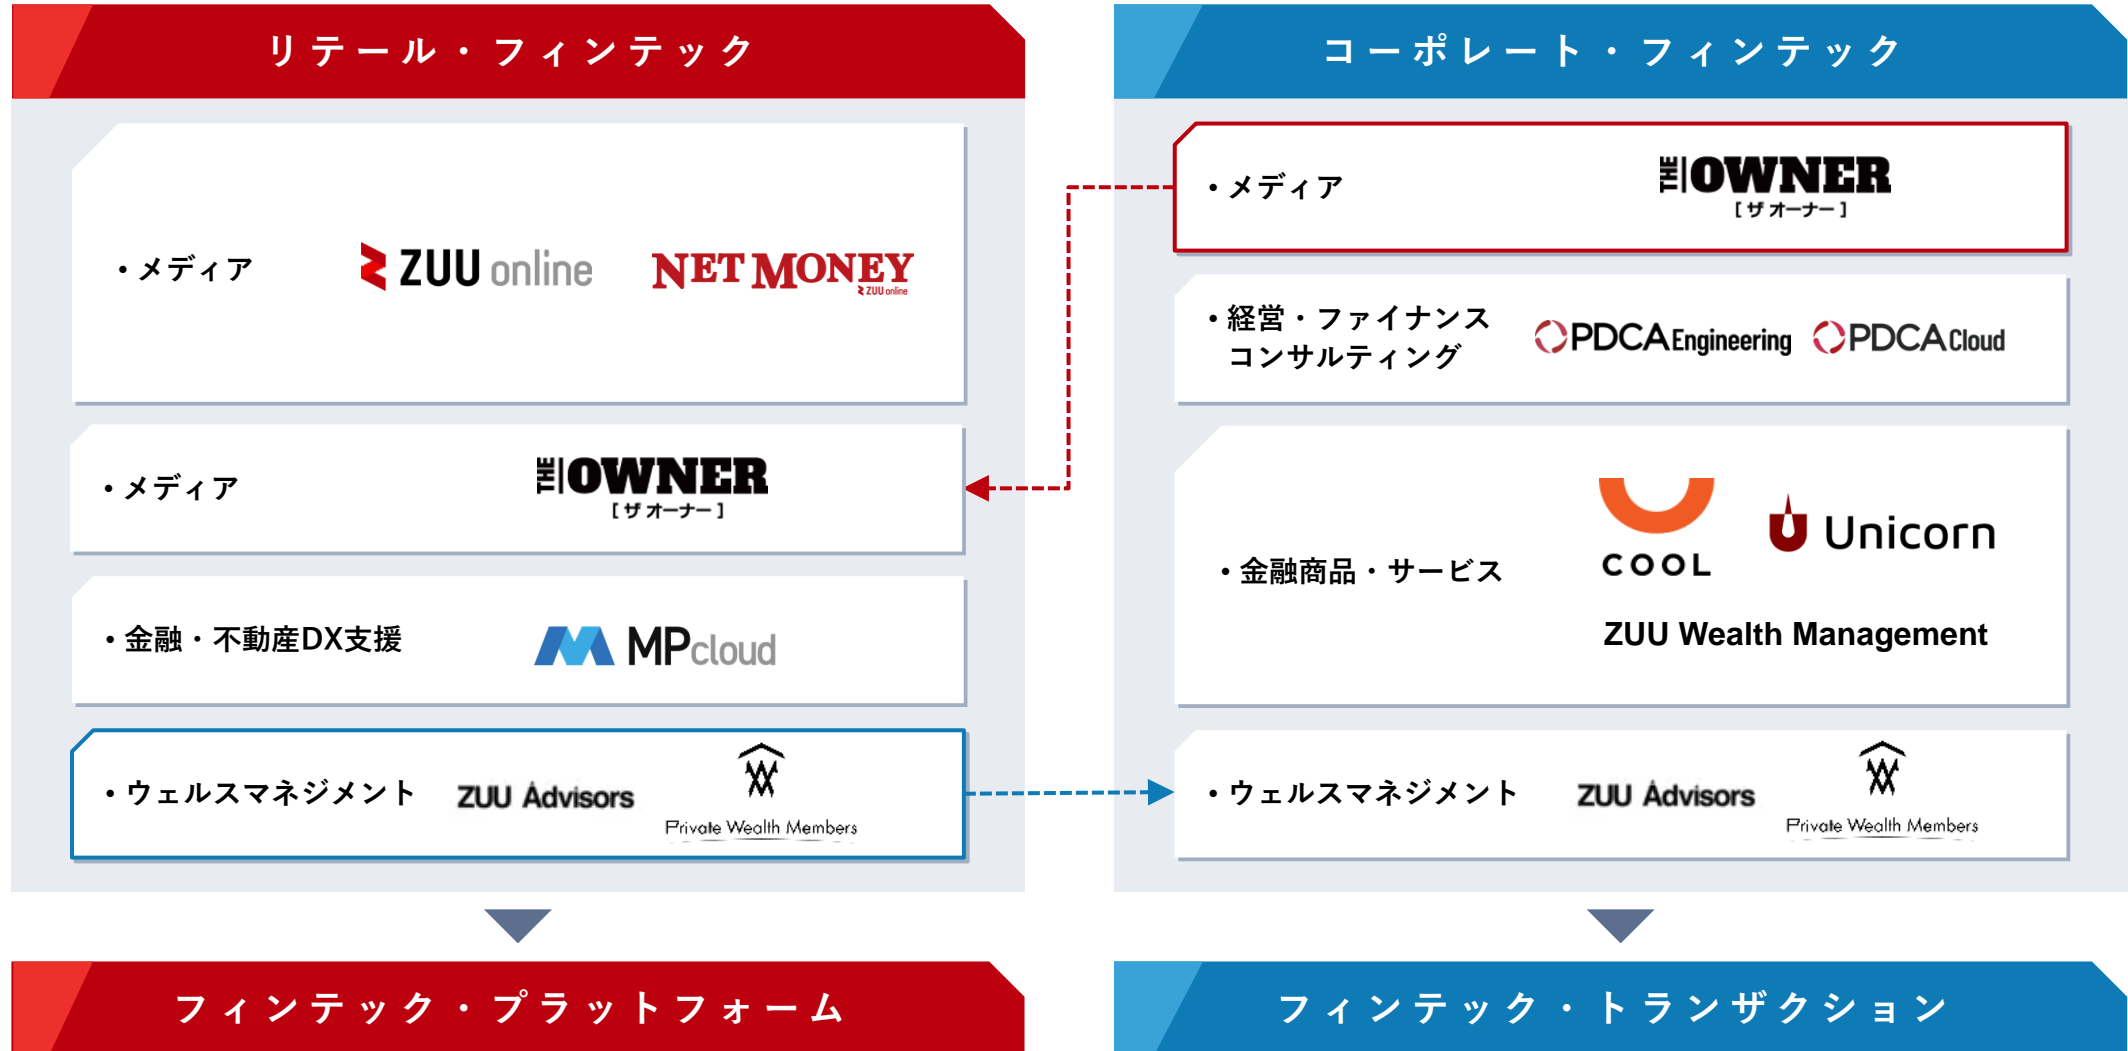 リテール・フィンテック
・メディア
ZUU online
NET MONEY
ZUU online
・メディア
THE OWNER
[ ザ オーナー ]
・金融・不動産DX支援
MPcloud
・ウェルスマネジメント
ZUU Advisors
Private Wealth Members
フィンテック・プラットフォーム
コーポレート・フィンテック
・メディア
THE OWNER
[ ザ オーナー ]
・経営・ファイナンス
コンサルティング
PDCA Engineering
PDCA Cloud
・金融商品・サービス
COOL
Unicorn
ZUU Wealth Management
・ウェルスマネジメント
ZUU Advisors
Private Wealth Members
フィンテック・トランザクション